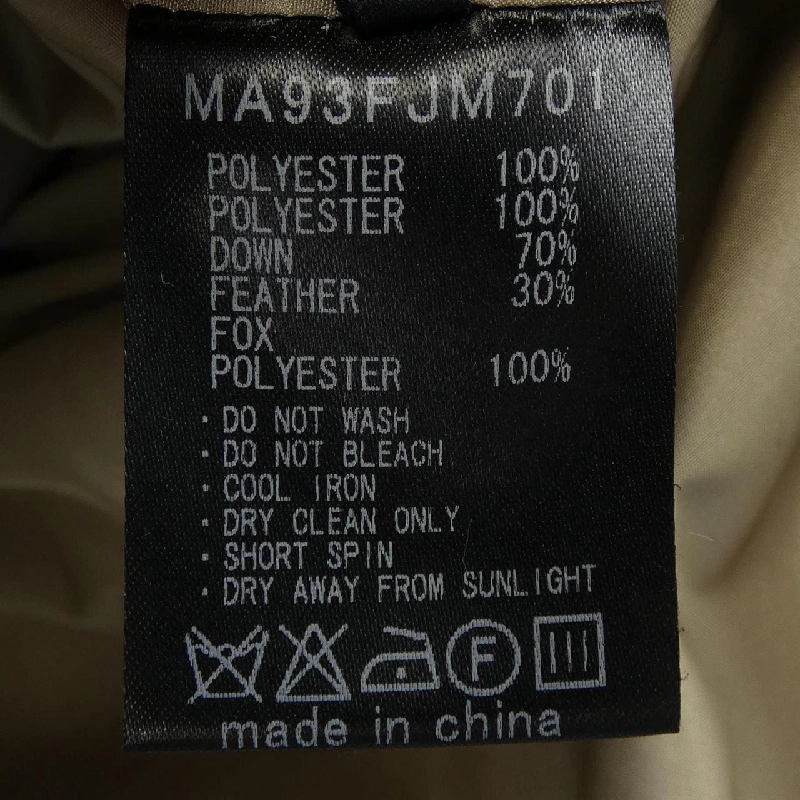 MA93FJM701
POLYESTER 100%
POLYESTER 100%
DOWN 70%
FEATHER 30%
FOX
POLYESTER 100%
・DO NOT WASH
・DO NOT BLEACH
・COOL IRON
・DRY CLEAN ONLY
・SHORT SPIN
・DRY AWAY FROM SUNLIGHT
F
made in china